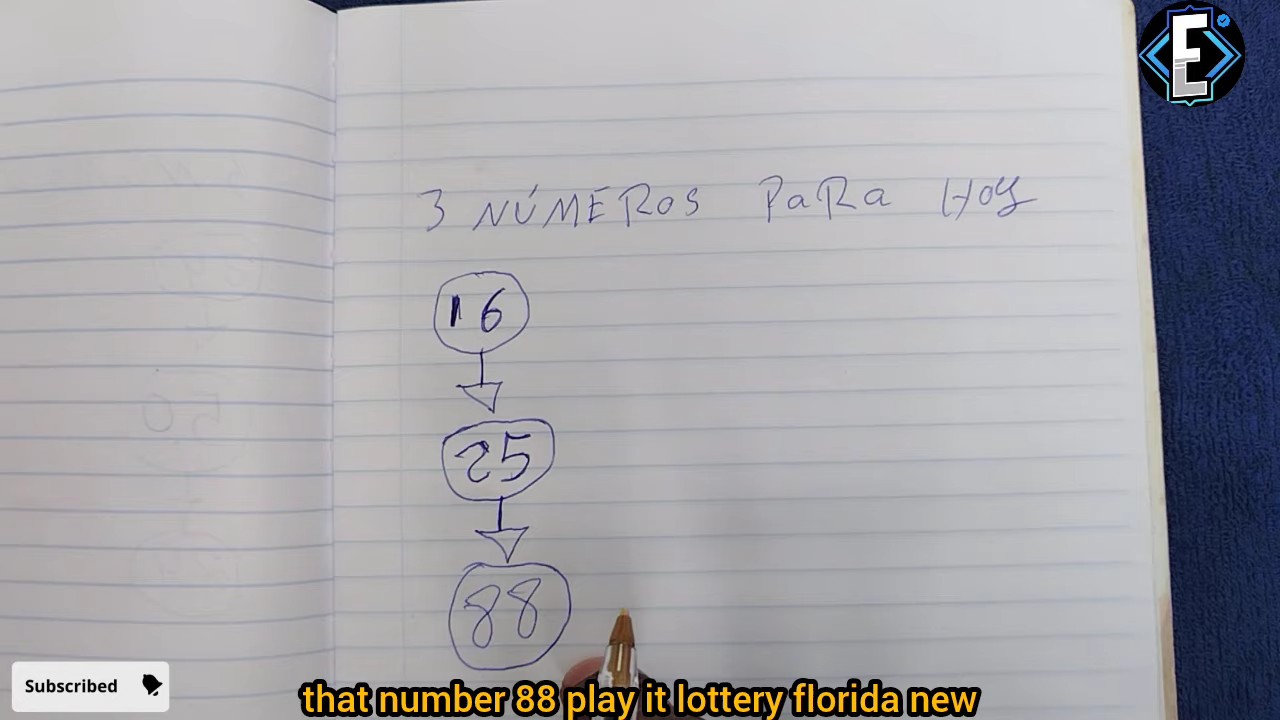 3 NÚMEROS PaRa Hoy
16
25
88
Subscribed
that number 88 play it lottery florida new